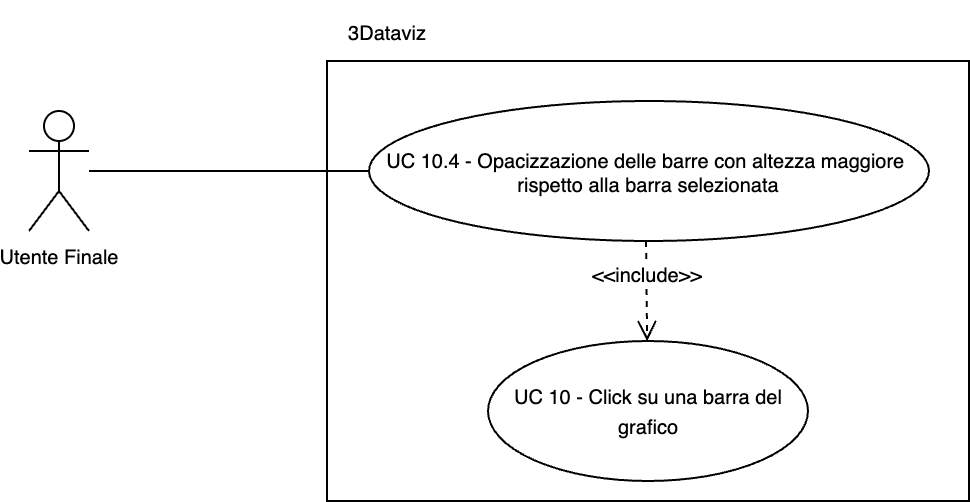 3Dataviz
UC 10.4 - Opacizzazione delle barre con altezza maggiore
rispetto alla barra selezionata
Utente Finale
<<include>>
UC 10 - Click su una barra del
grafico